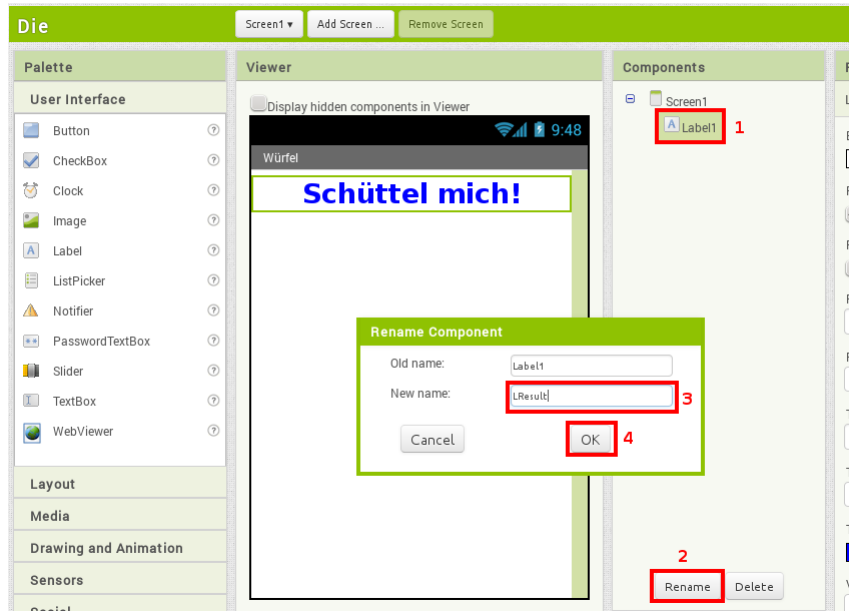 Die
Screen1 ▾
Add Screen ...
Remove Screen
Palette
User Interface
Button
CheckBox
Clock
Image
Label
ListPicker
Notifier
PasswordTextBox
Slider
TextBox
WebViewer
Layout
Media
Drawing and Animation
Sensors
Social
Viewer
Display hidden components in Viewer
9:48
Würfel
Schüttel mich!
Rename Component
Old name: Label1
New name: LResult 3
Cancel OK 4
Components
Screen1
A Label1 1
2
Rename Delete